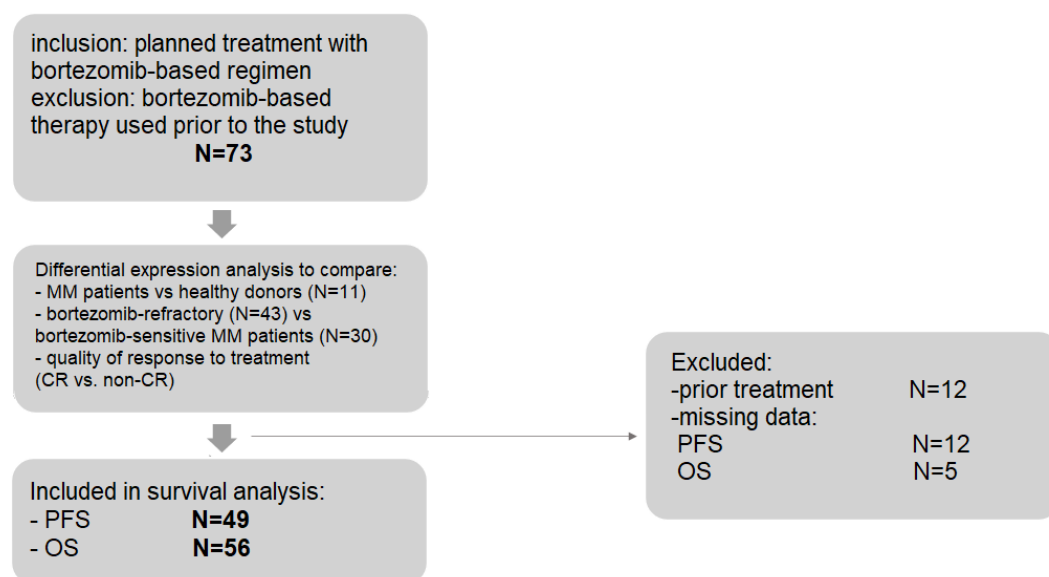 inclusion: planned treatment with
bortezomib-based regimen
exclusion: bortezomib-based
therapy used prior to the study
N=73
Differential expression analysis to compare:
- MM patients vs healthy donors (N=11)
- bortezomib-refractory (N=43) vs
bortezomib-sensitive MM patients (N=30)
- quality of response to treatment
(CR vs. non-CR)
Excluded:
-prior treatment N=12
-missing data:
PFS N=12
OS N=5
Included in survival analysis:
- PFS N=49
- OS N=56